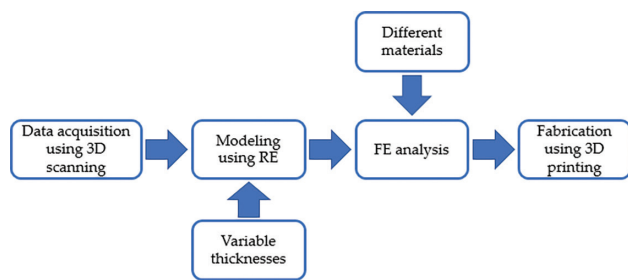 Different
materials
Data acquisition
using 3D
scanning
Modeling
using RE
FE analysis
Fabrication
using 3D
printing
Variable
thicknesses